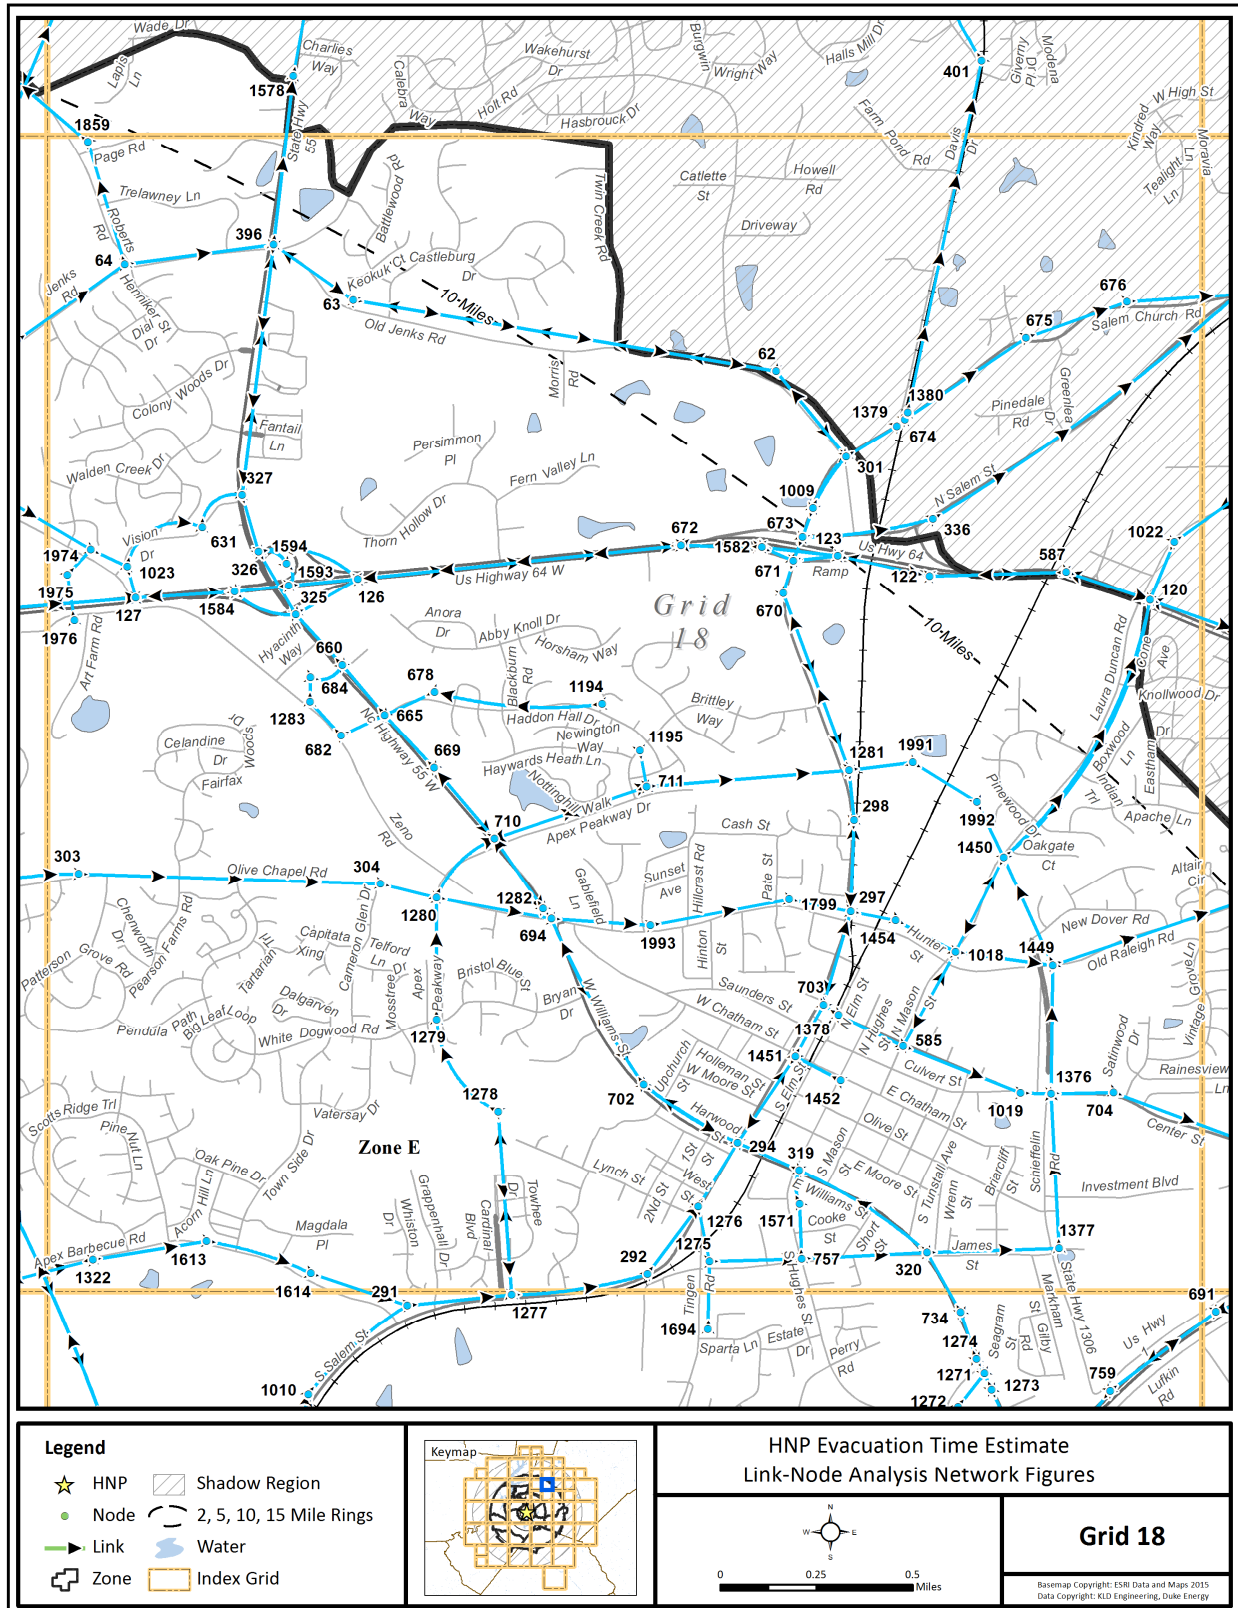 Wade Dr
Lapis Ln
Charlies Way
1578
State Hwy 55
Calebra Way
Holt Rd
Wakehurst Dr
Hasbrouck Dr
Burgwin
Wright Way
Halls Mill Dr
401
Giverny Pl
Modena Dr
Kindred Way
W High St
Moravia
Tealight Ln
Farm Pond Rd
Davis Dr
1859
Page Rd
Trelawney Ln
Roberts Rd
Battlewood Rd
Twin Creek Rd
Catlette St
Howell Rd
Driveway
396
64
Jenks Rd
Henniker St
Dial Dr
Keokuk Ct
Castleburg Dr
63
10-Miles
Old Jenks Rd
Morris Rd
62
676
675
Salem Church Rd
Colony Woods Dr
Fantail Ln
1379
1380
674
Pinedale Rd
Greenlea Dr
Persimmon Pl
Fern Valley Ln
Walden Creek Dr
327
301
1009
N Salem St
Thorn Hollow Dr
Vision Dr
631
1594
672
673
1582
123
336
Us Hwy 64
1022
587
1974
1023
326
1593
Us Highway 64 W
671
Ramp
122
120
1975
127
1584
325
126
670
1976
Anora Dr
Abby Knoll Dr
Horsham Way
Grid
18
10-Miles
Art Farm Rd
Hyacinth Way
660
684
678
Blackburn Rd
1194
Laura Duncan Rd
Cone Ave
Knollwood Dr
1283
665
Haddon Hall Dr
Brittley Way
Newington Way
682
Nc Highway 55 W
669
Haywards Heath Ln
1195
1281
1991
Boxwood Ln
Eastham Dr
Celandine Dr
Woods Dr
Fairfax
Nottinghill Walk
711
Indian Trl
Zeno Rd
710
Apex Peakway Dr
Cash St
298
1992
Pinewood Dr
Apache Ln
1450
Oakgate Ct
Altair Cir
303
Olive Chapel Rd
304
Sunset Ave
Hillcrest Rd
Pate St
1280
1282
694
Gablefield Ln
1993
1799
297
1454
Hunter St
1018
1449
New Dover Rd
Old Raleigh Rd
Chenworth Dr
Pearson Farms Rd
Capitata Xing
Cameron Glen Dr
Telford Ln
Hinton St
Patterson Grove Rd
Tartarian Trl
Mosstree Dr
Apex Peakway
Bristol Blue St
Bryan Dr
W Williams St
Saunders St
703
N Elm St
Vintage Grove Ln
Dalgarven Dr
Pendula Path
Big Leaf Loop
White Dogwood Rd
1279
W Chatham St
1378
N Hughes St
N Mason St
585
Satinwood Dr
Holleman St
1451
W Moore St
Upchurch St
702
1278
Culvert St
1376
Rainesview Ln
1452
1019
704
Scotts Ridge Trl
Pine Nut Ln
Vatersay Dr
Harwood St
S Elm St
E Chatham St
Olive St
Center St
Zone E
294
Oak Pine Dr
Town Side Dr
Lynch St
1St St
West St
2Nd St
319
S Mason St
E Moore St
S Tunstall Ave
Wrenn St
Briarcliff St
Schieffelin Rd
Investment Blvd
Acorn Hill Ln
Magdala Pl
Whiston Dr
Grappenhall Dr
Cardinal Blvd
Towhee Dr
1276
E Williams St
1571
Cooke St
Short St
1377
Apex Barbecue Rd
1322
1613
1275
292
757
320
James St
1614
291
1277
Tingen Rd
S Hughes St
State Hwy 1306
Markham
691
1694
Sparta Ln
Estate Dr
Perry Rd
734
1274
Seagram St
Gilby Rd
Us Hwy 1
S Salem St
1010
1271
1272
1273
759
Lufkin Rd
Legend
HNP
Shadow Region
Node
2, 5, 10, 15 Mile Rings
Link
Water
Zone
Index Grid
Keymap
HNP Evacuation Time Estimate
Link-Node Analysis Network Figures
N
W E
S
0 0.25 0.5
Miles
Grid 18
Basemap Copyright: ESRI Data and Maps 2015
Data Copyright: KLD Engineering, Duke Energy